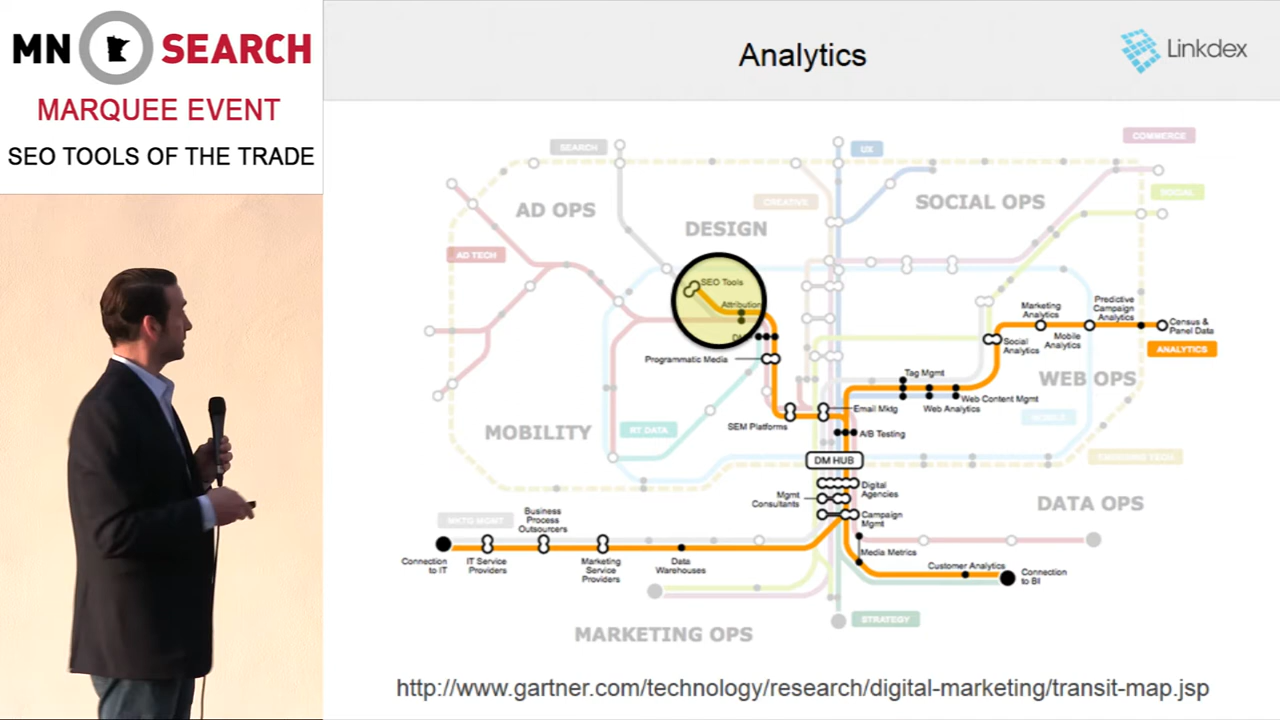 MN SEARCH
MARQUEE EVENT
SEO TOOLS OF THE TRADE
Analytics
Linkdex
SEARCH
UX
COMMERCE
CREATIVE
SOCIAL
AD OPS
SOCIAL OPS
DESIGN
AD TECH
SEO Tools
Attribution
Programmatic Media
Marketing
Analytics
Predictive
Campaign
Analytics
Mobile
Analytics
Census &
Panel Data
ANALYTICS
Social
Analytics
Tag Mgmt
WEB OPS
Web Content Mgmt
Web Analytics
Email Mktg
MOBILE
SEM Platforms
A/B Testing
MOBILITY
RT DATA
DM HUB
EMERGING TECH
Digital
Agencies
Mgmt
Consultants
DATA OPS
Campaign
Mgmt
MKTG MGMT
Business
Process
Outsourcers
Connection
to IT
IT Service
Providers
Marketing
Service
Providers
Data
Warehouses
Media Metrics
Customer Analytics
Connection
to BI
STRATEGY
MARKETING OPS
http://www.gartner.com/technology/research/digital-marketing/transit-map.jsp